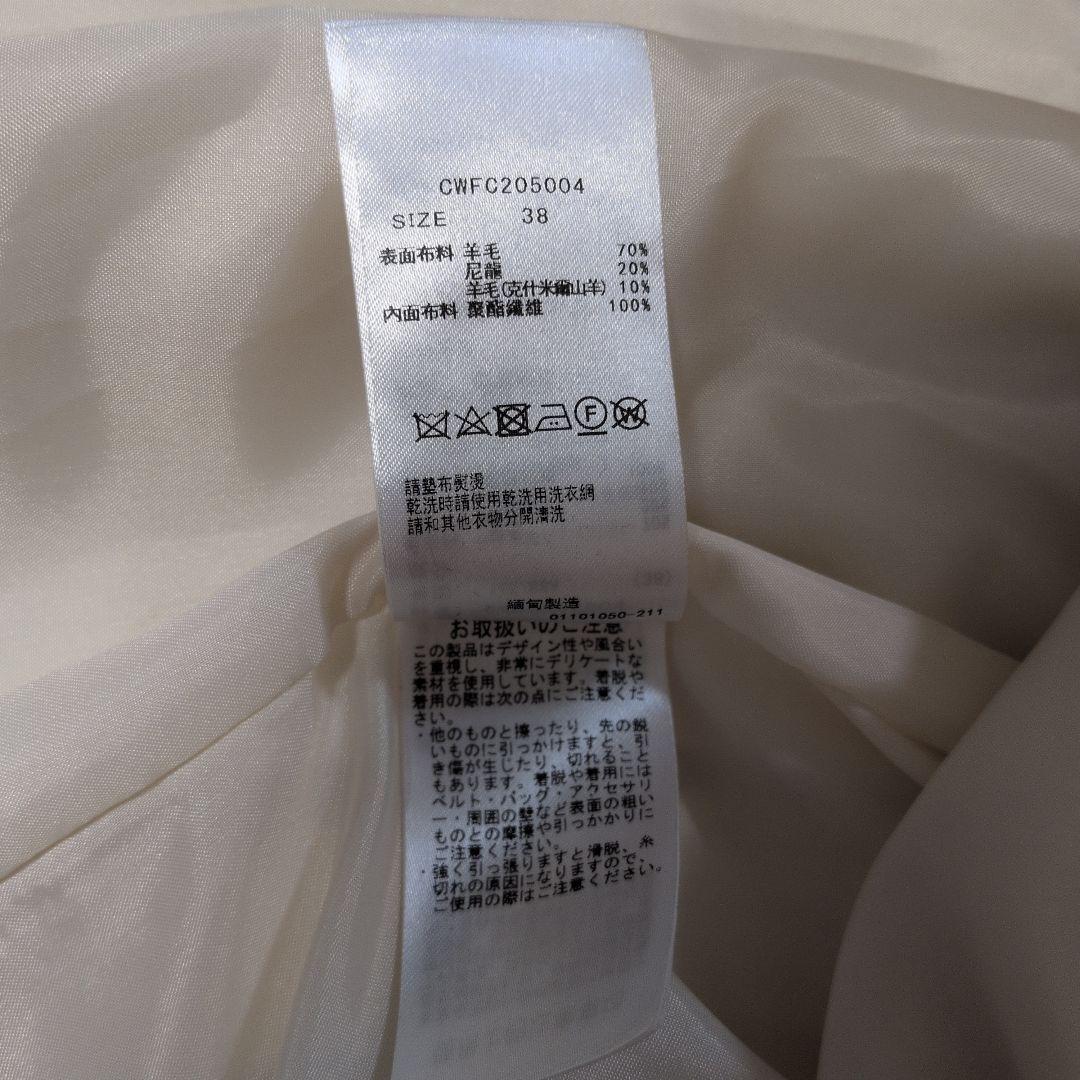 CWFC205004
SIZE 38
表面布料 羊毛 70%
尼龍 20%
羊毛(克什米爾山羊) 10%
內面布料 聚酯纖維 100%
F W
請墊布熨燙
乾洗時請使用乾洗用洗衣網
請和其他衣物分開清洗
緬甸製造
01101050-211
お取扱いのご注意
この製品はデザイン性や風合い
を重視し、非常にデリケートな
素材を使用しています。着脱や
着用の際は次の点にご注意くだ
さい。
・他のものと擦ったり、先の鋭
いものに引っかけますと、引
き傷が生じたり、切れること
もあります。着脱や着用には
ベルト・バッグ・アクセサリ
ー・周囲の壁など表面の粗い
ものとの摩擦や引っかかりに
ご注意ください。
・強く引っ張りますと滑脱、糸
切れの原因になりますので、
ご使用の際はご注意ください。